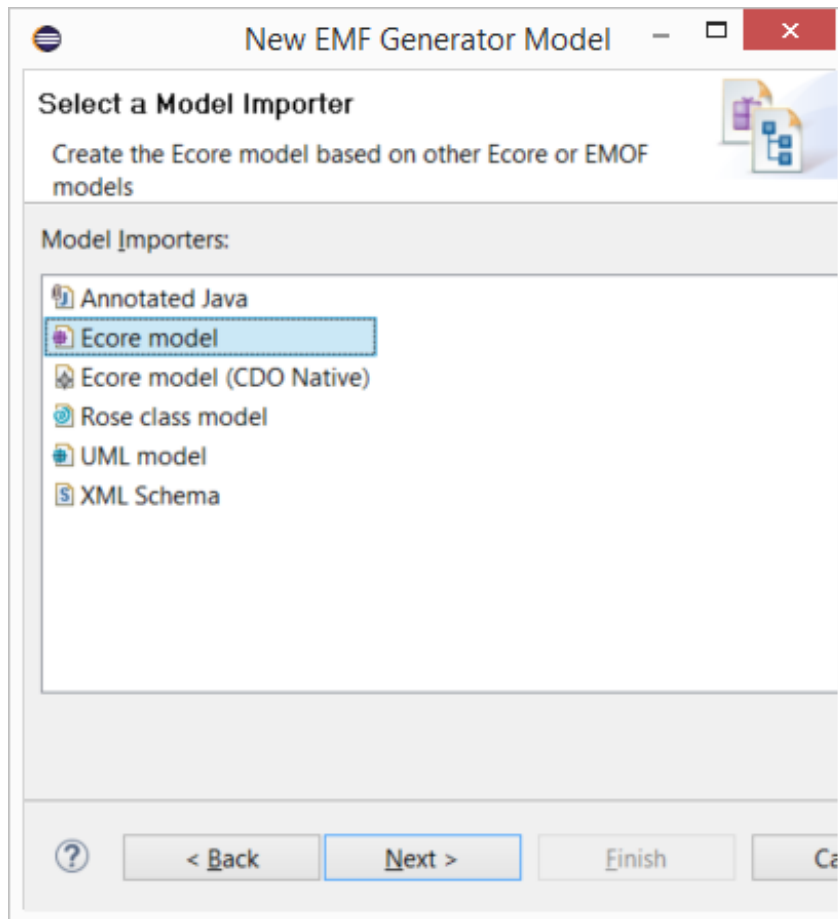 New EMF Generator Model
Select a Model Importer
Create the Ecore model based on other Ecore or EMOF
models
Model Importers:
Annotated Java
Ecore model
Ecore model (CDO Native)
Rose class model
UML model
XML Schema
< Back Next > Finish